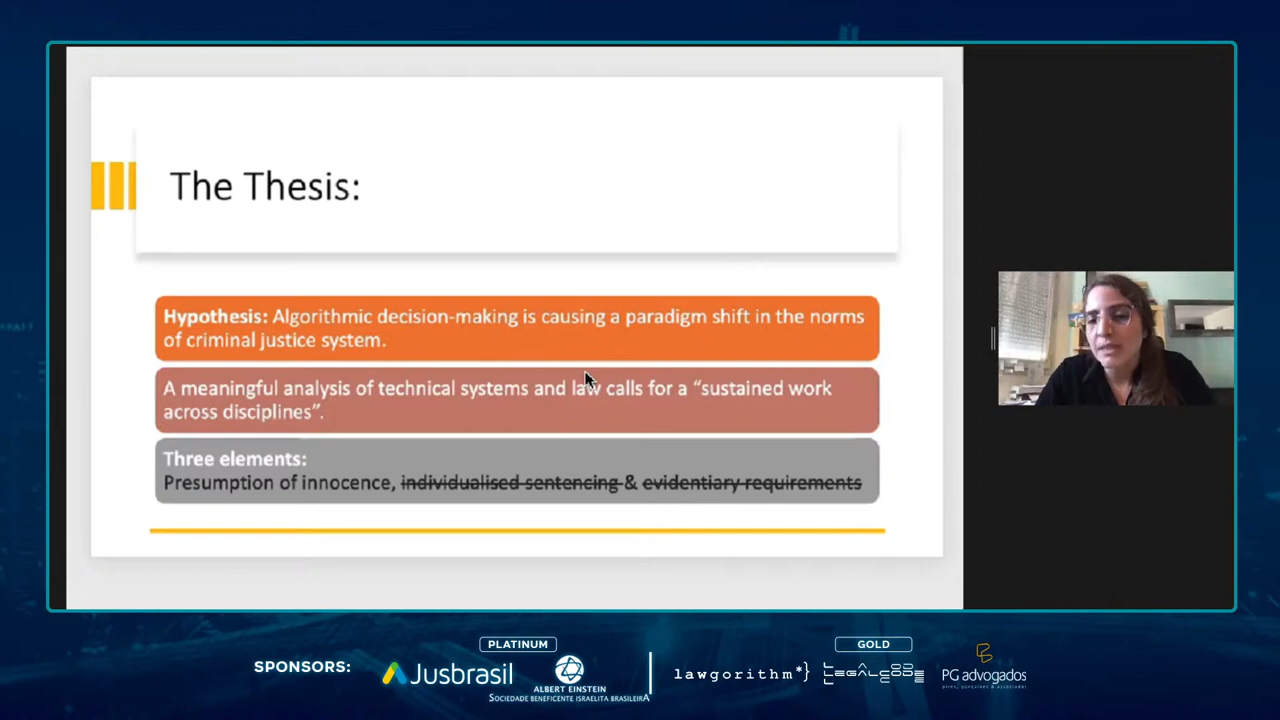 The Thesis:
Hypothesis: Algorithmic decision-making is causing a paradigm shift in the norms
of criminal justice system.
A meaningful analysis of technical systems and law calls for a “sustained work
across disciplines”.
Three elements:
Presumption of innocence, individualised sentencing & evidentiary requirements
PLATINUM
GOLD
SPONSORS:
Jusbrasil
ALBERT EINSTEIN
SOCIEDADE BENEFICENTE ISRAELITA BRASILEIRA
lawgorithm*}
LEGALCODE
PG advogados